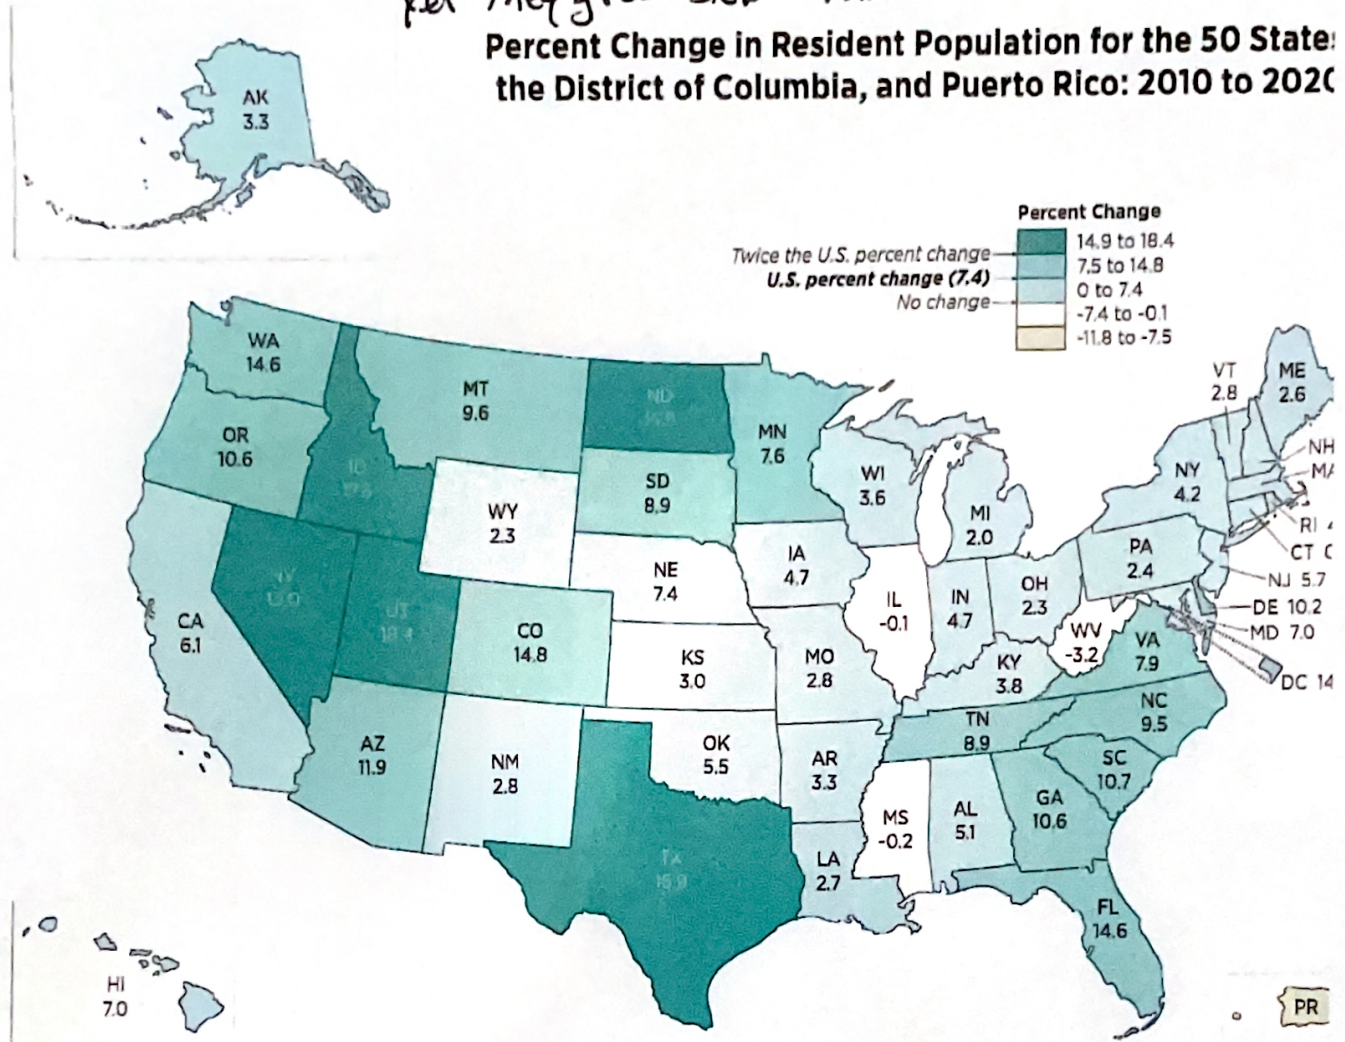 Percent Change in Resident Population for the 50 State
the District of Columbia, and Puerto Rico: 2010 to 202
AK
3.3
Percent Change
Twice the U.S. percent change
14.9 to 18.4
U.S. percent change (7.4)
7.5 to 14.8
No change
0 to 7.4
-7.4 to -0.1
-11.8 to -7.5
WA
14.6
MT
9.6
ND
MN
7.6
VT
2.8
ME
2.6
OR
10.6
ID
SD
8.9
WI
3.6
MI
2.0
NY
4.2
NH
RI
CT
WY
2.3
IA
4.7
PA
2.4
NJ 5.7
NE
7.4
IL
-0.1
IN
4.7
OH
2.3
DE 10.2
MD 7.0
CA
6.1
NV
UT
18.4
CO
14.8
KS
3.0
MO
2.8
KY
3.8
WV
-3.2
VA
7.9
DC 14
AZ
11.9
NM
2.8
OK
5.5
AR
3.3
TN
8.9
NC
9.5
SC
10.7
TX
15.9
LA
2.7
MS
-0.2
AL
5.1
GA
10.6
FL
14.6
HI
7.0
PR